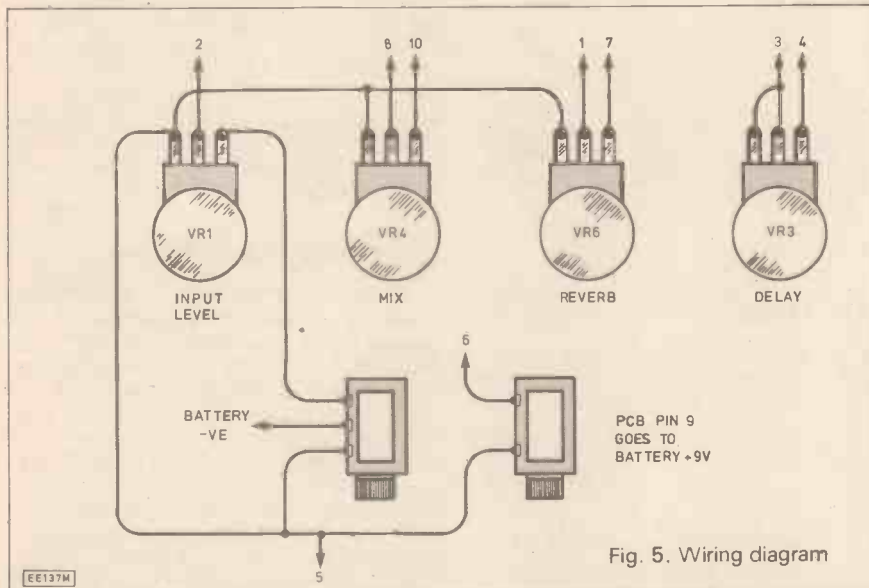 2 8 10 1 7 3 4
VR1 VR4 VR6 VR3
INPUT
LEVEL
MIX
REVERB
DELAY
6
BATTERY
-VE
PCB PIN 9
GOES TO
BATTERY +9V
5
Fig. 5. Wiring diagram
EE137M